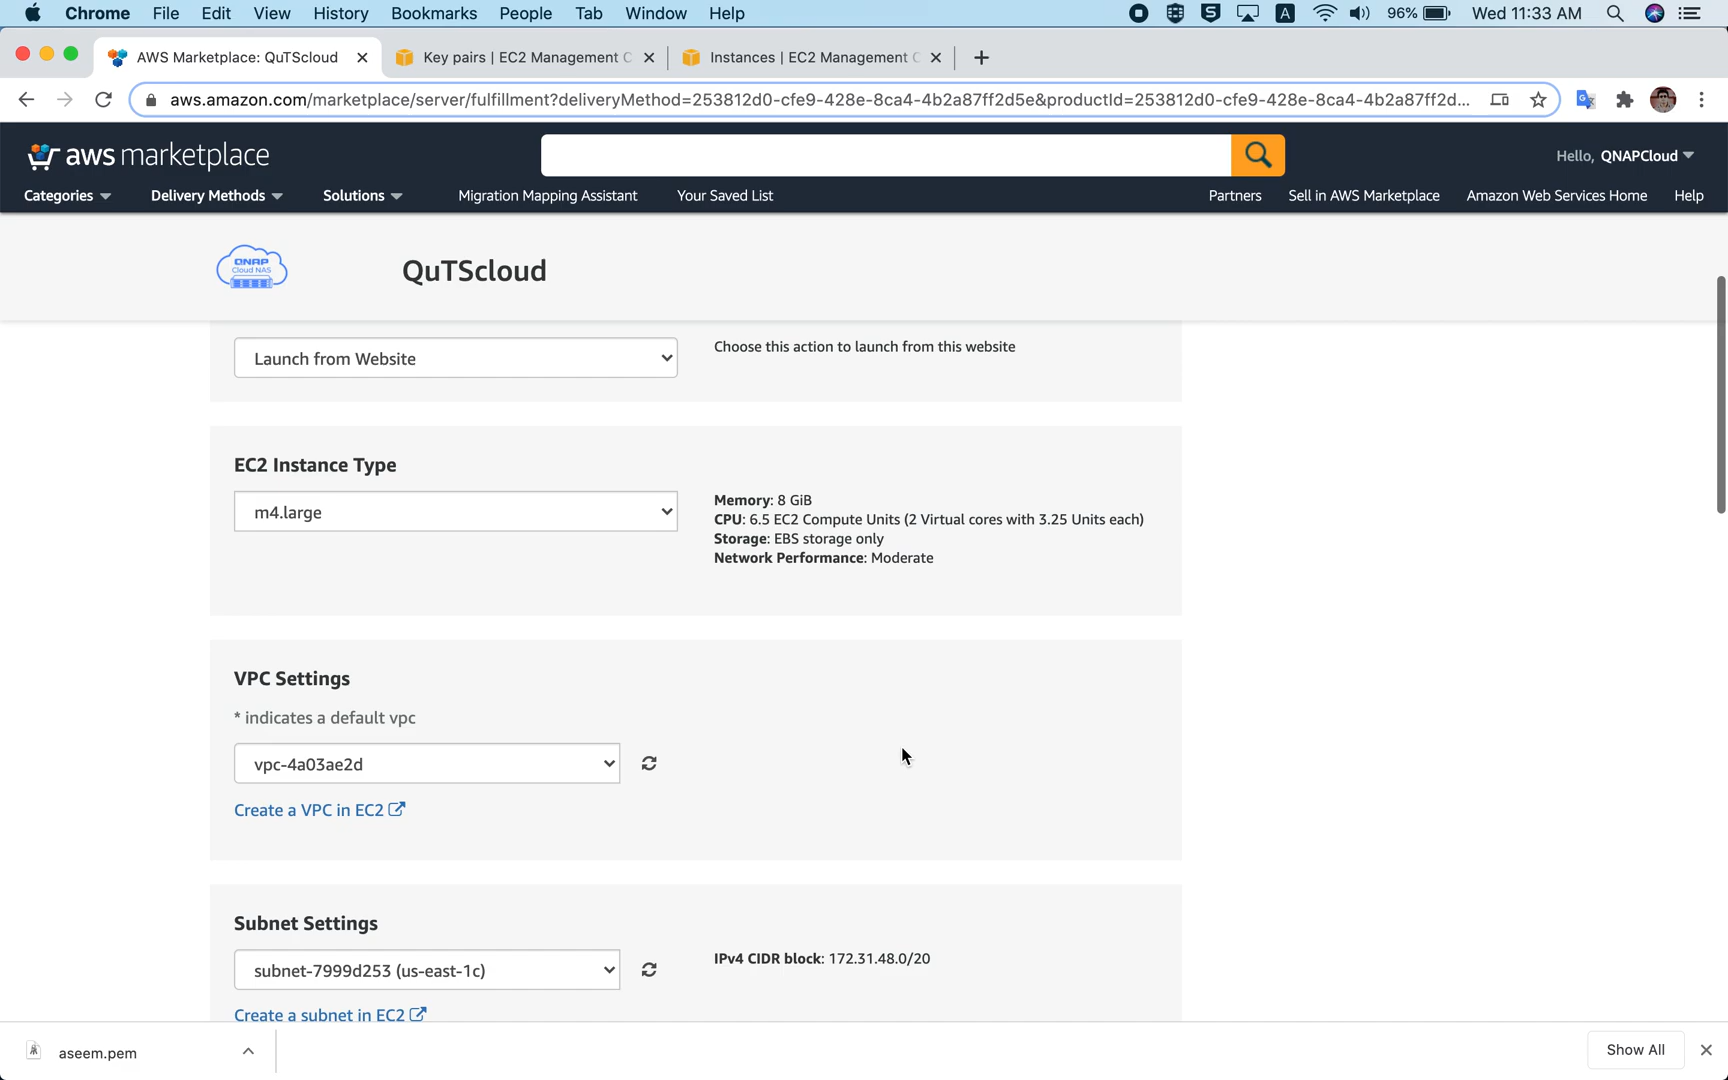 Chrome File Edit View History Bookmarks People Tab Window Help S A 96% Wed 11:33 AM
AWS Marketplace: QuTScloud Key pairs | EC2 Management C Instances | EC2 Management C
aws.amazon.com/marketplace/server/fulfillment?deliveryMethod=253812d0-cfe9-428e-8ca4-4b2a87ff2d5e&productId=253812d0-cfe9-428e-8ca4-4b2a87ff2d...
aws marketplace Hello, QNAPCloud
Categories Delivery Methods Solutions Migration Mapping Assistant Your Saved List Partners Sell in AWS Marketplace Amazon Web Services Home Help
QNAP
Cloud NAS
QuTScloud
Launch from Website Choose this action to launch from this website
EC2 Instance Type
m4.large
Memory: 8 GiB
CPU: 6.5 EC2 Compute Units (2 Virtual cores with 3.25 Units each)
Storage: EBS storage only
Network Performance: Moderate
VPC Settings
* indicates a default vpc
vpc-4a03ae2d
Create a VPC in EC2
Subnet Settings
subnet-7999d253 (us-east-1c) IPv4 CIDR block: 172.31.48.0/20
Create a subnet in EC2
aseem.pem Show All